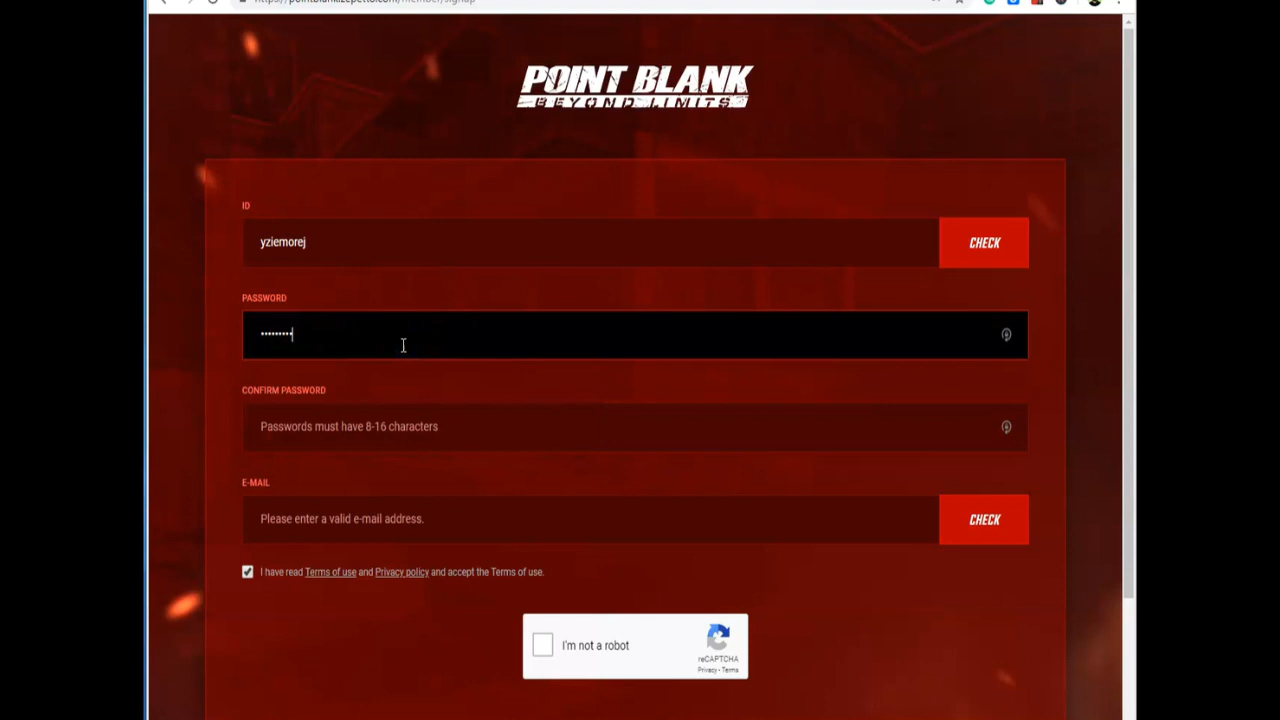 POINT BLANK
BEYOND LIMITS
ID
yziemorej
CHECK
PASSWORD
•••••••••
CONFIRM PASSWORD
Passwords must have 8-16 characters
E-MAIL
Please enter a valid e-mail address.
CHECK
I have read Terms of use and Privacy policy and accept the Terms of use.
I'm not a robot
reCAPTCHA
Privacy - Terms